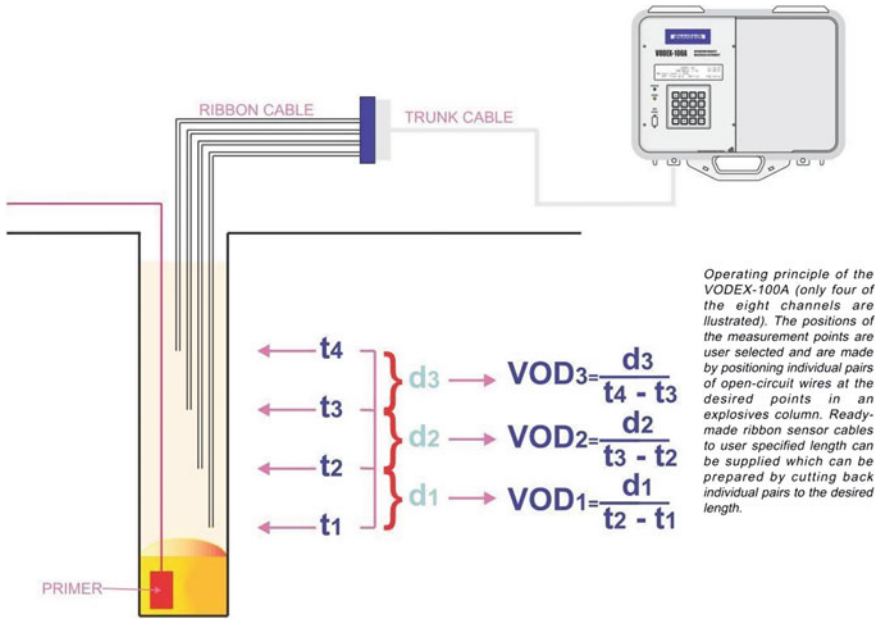 VODEX-100A
RIBBON CABLE
TRUNK CABLE
Operating principle of the
VODEX-100A (only four of
the eight channels are
llustrated). The positions of
the measurement points are
user selected and are made
by positioning individual pairs
of open-circuit wires at the
desired points in an
explosives column. Ready-
made ribbon sensor cables
to user specified length can
be supplied which can be
prepared by cutting back
individual pairs to the desired
length.
t4
d3 VOD3=d3/t4 - t3
t3
d2 VOD2=d2/t3 - t2
t2
d1 VOD1=d1/t2 - t1
t1
PRIMER